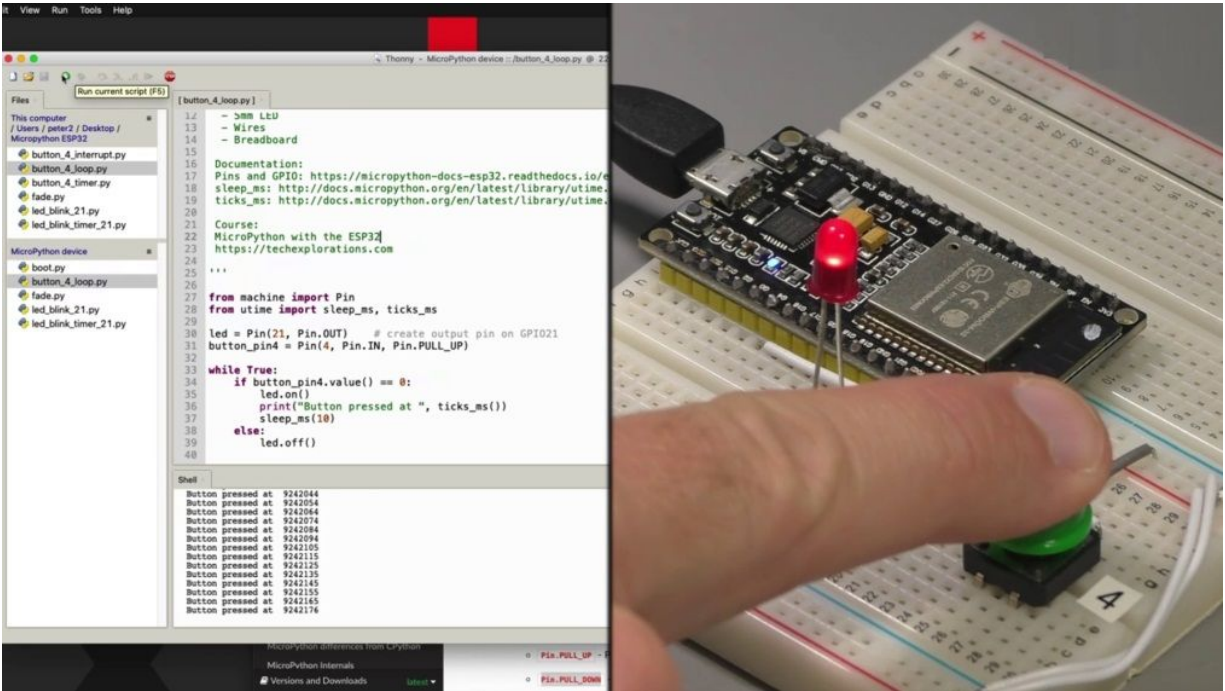 it View Run Tools Help
Thonny - MicroPython device :: /button_4_loop.py @ 22
Run current script (F5)
Files
This computer
/ Users / peter2 / Desktop /
Micropython ESP32
button_4_interrupt.py
button_4_loop.py
button_4_timer.py
fade.py
led_blink_21.py
led_blink_timer_21.py
MicroPython device
boot.py
button_4_loop.py
fade.py
led_blink_21.py
led_blink_timer_21.py
[ button_4_loop.py ]
12 - 5mm LED
13 - Wires
14 - Breadboard
15
16 Documentation:
17 Pins and GPIO: https://micropython-docs-esp32.readthedocs.io/e
18 sleep_ms: http://docs.micropython.org/en/latest/library/utime.
19 ticks_ms: http://docs.micropython.org/en/latest/library/utime.
20
21 Course:
22 MicroPython with the ESP32
23 https://techexplorations.com
24
25 '''
26
27 from machine import Pin
28 from utime import sleep_ms, ticks_ms
29
30 led = Pin(21, Pin.OUT) # create output pin on GPIO21
31 button_pin4 = Pin(4, Pin.IN, Pin.PULL_UP)
32
33 while True:
34 if button_pin4.value() == 0:
35 led.on()
36 print("Button pressed at ", ticks_ms())
37 sleep_ms(10)
38 else:
39 led.off()
40
Shell
Button pressed at 9242044
Button pressed at 9242054
Button pressed at 9242064
Button pressed at 9242074
Button pressed at 9242084
Button pressed at 9242094
Button pressed at 9242105
Button pressed at 9242115
Button pressed at 9242125
Button pressed at 9242135
Button pressed at 9242145
Button pressed at 9242155
Button pressed at 9242165
Button pressed at 9242176
MicroPython differences from CPython
MicroPython Internals
Versions and Downloads latest
Pin.PULL_UP
Pin.PULL_DOWN
4